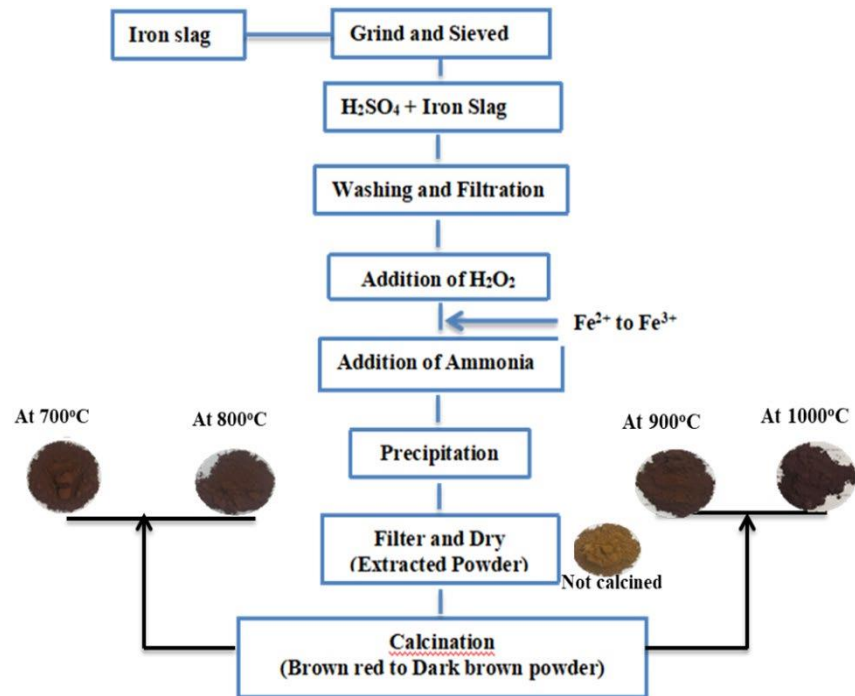 Iron slag
Grind and Sieved
H₂SO₄ + Iron Slag
Washing and Filtration
Addition of H₂O₂
Fe²⁺ to Fe³⁺
Addition of Ammonia
At 700°C
At 800°C
At 900°C
At 1000°C
Precipitation
Filter and Dry
(Extracted Powder)
Not calcined
Calcination
(Brown red to Dark brown powder)